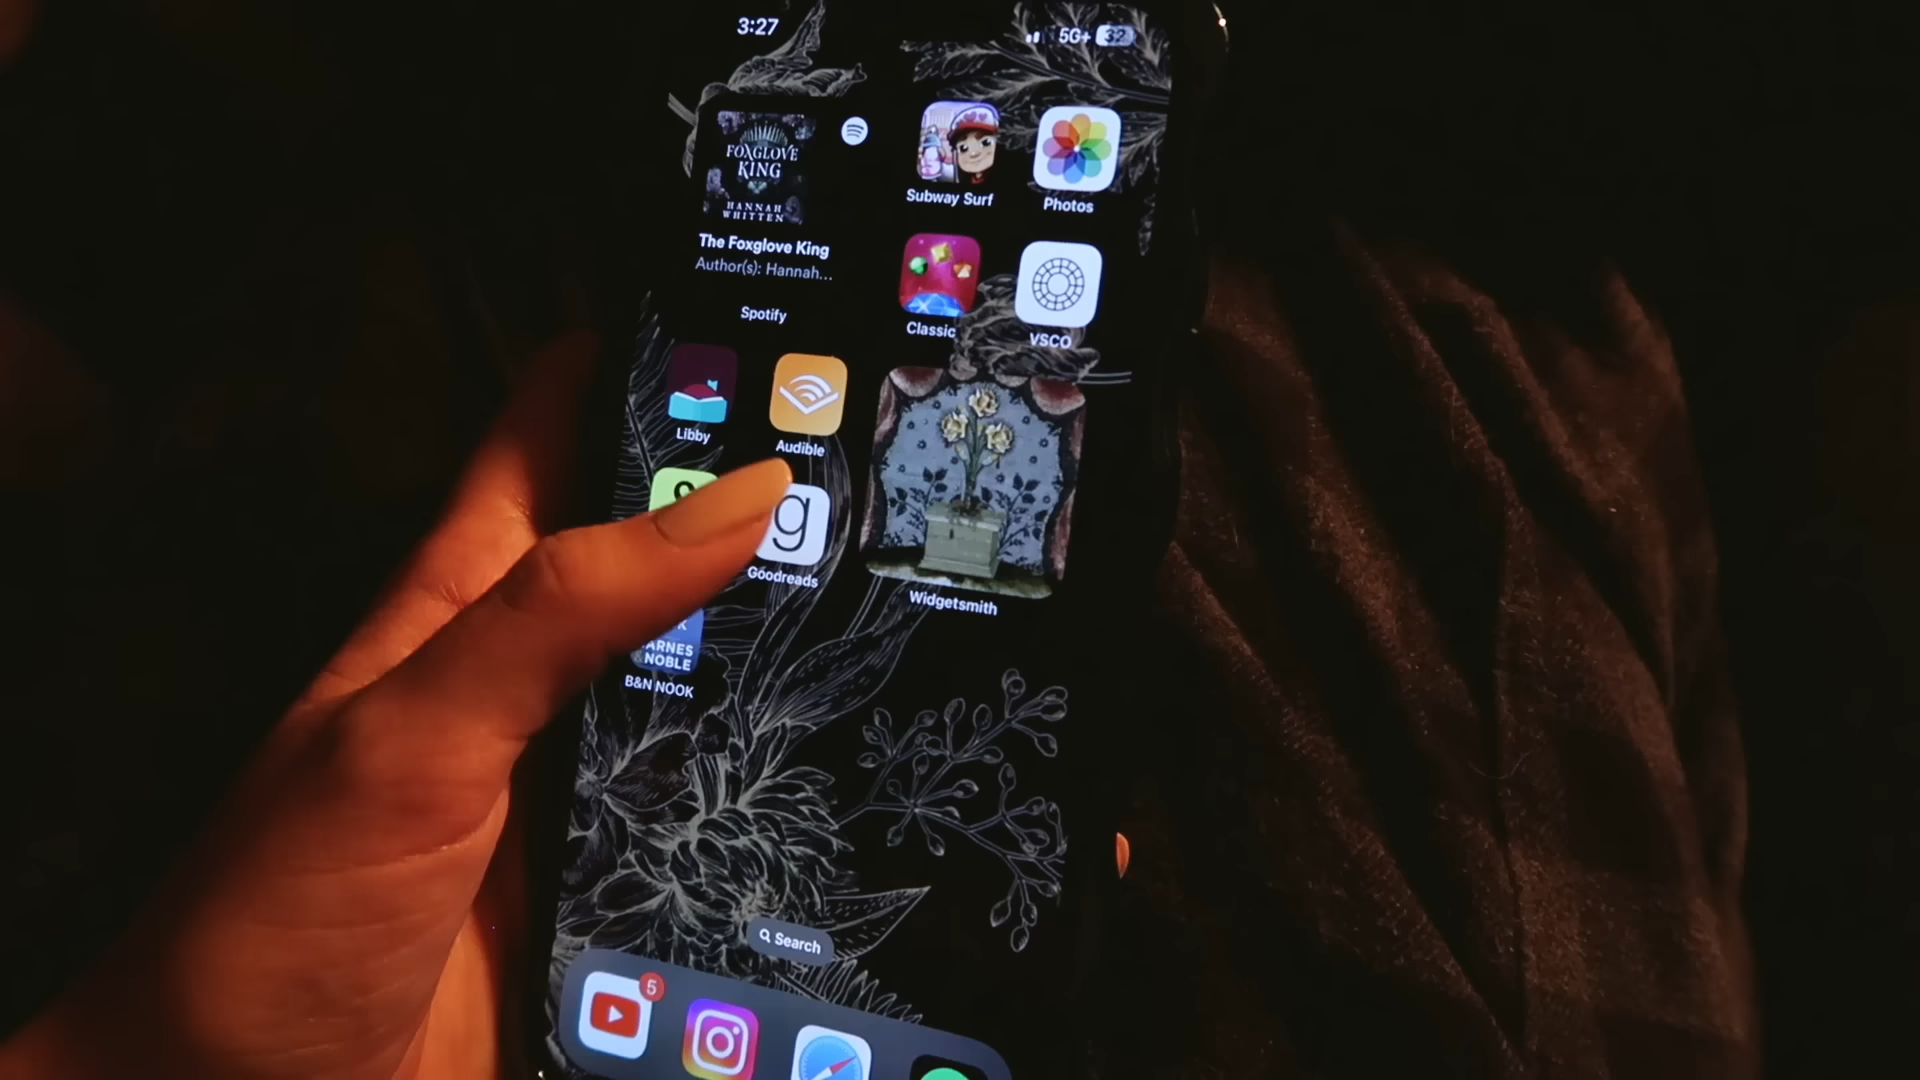 3:27
5G+ 32
FOXGLOVE
KING
HANNAH
WHITTEN
The Foxglove King
Author(s): Hannah...
Spotify
Subway Surf
Photos
Classic
VSCO
Libby
Audible
g
Goodreads
Widgetsmith
ARNES
&NOBLE
B&N NOOK
Search
5